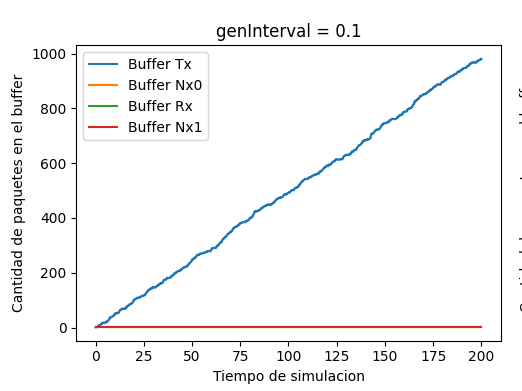 genInterval = 0.1
Cantidad de paquetes en el buffer
1000
800
600
400
200
0
Buffer Tx
Buffer Nx0
Buffer Rx
Buffer Nx1
0 25 50 75 100 125 150 175 200
Tiempo de simulacion